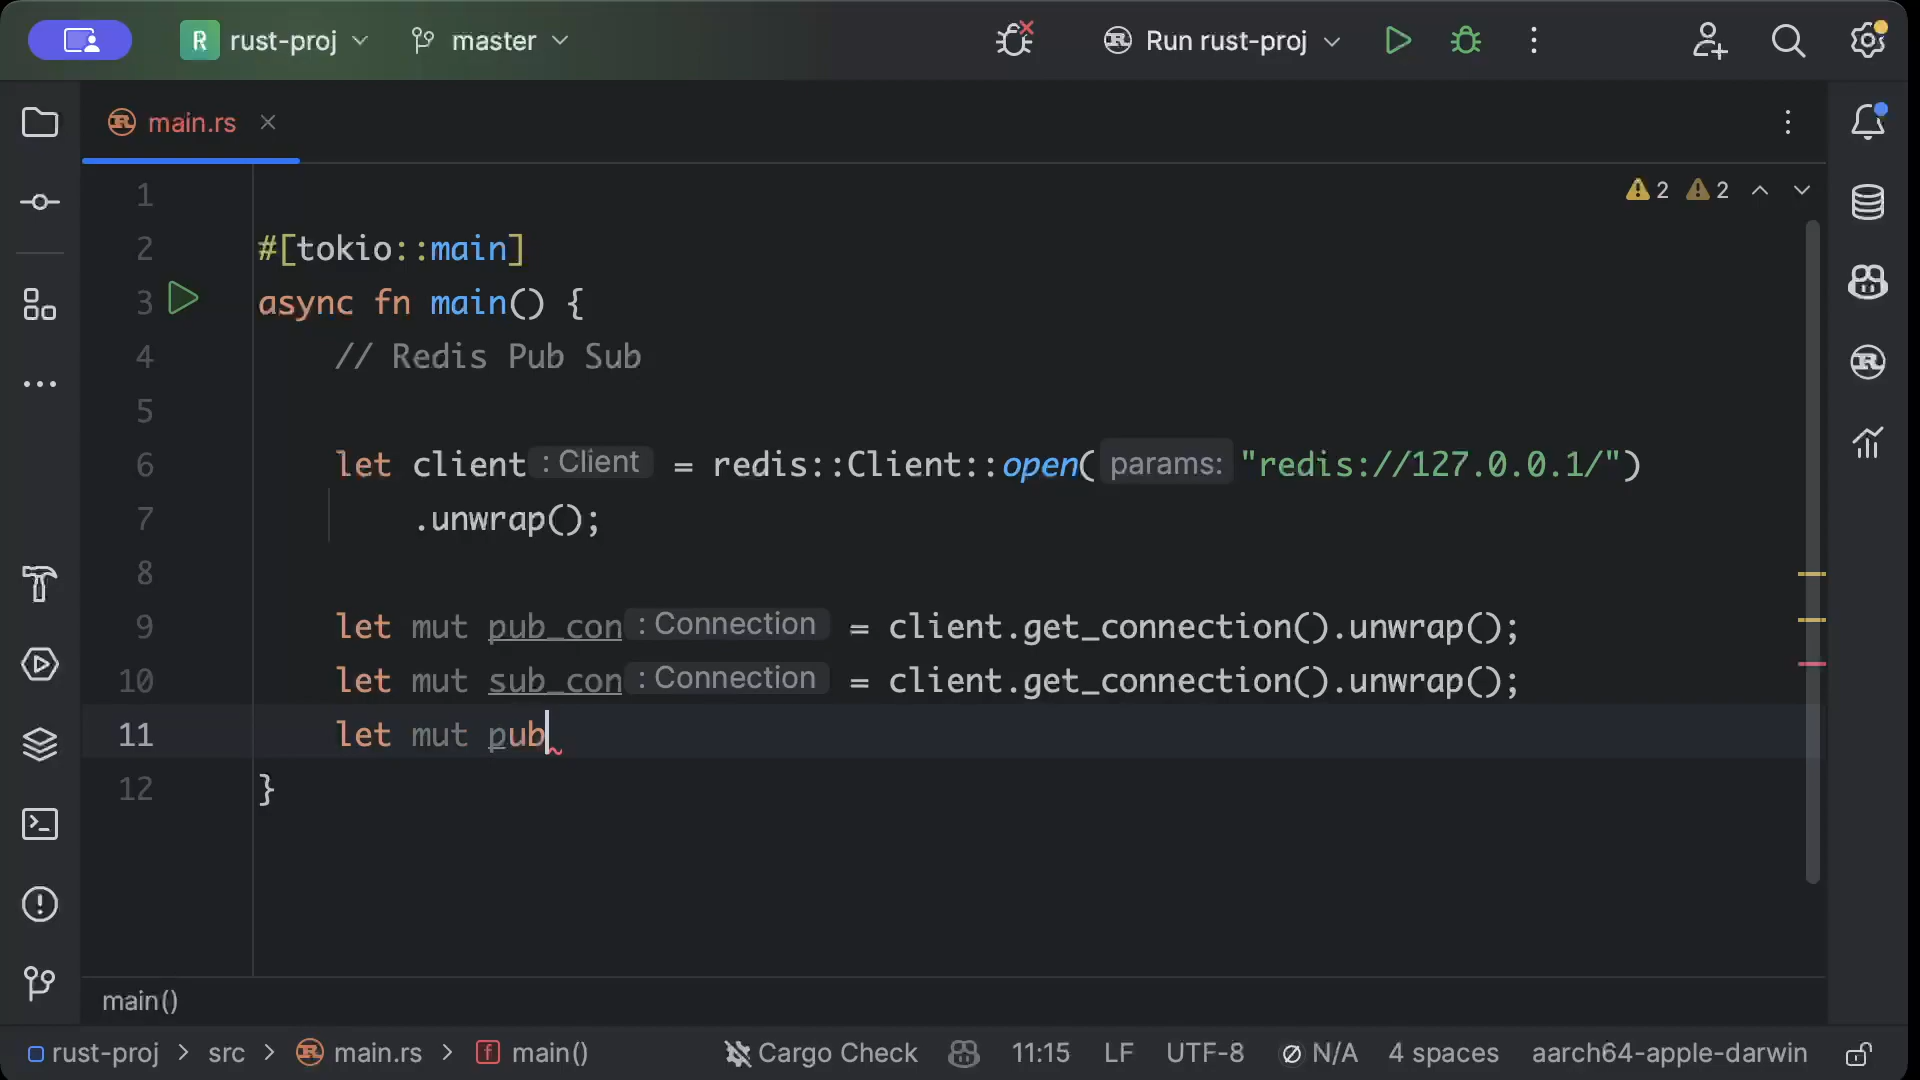 R rust-proj master Run rust-proj
main.rs
2 2
1
2 #[tokio::main]
3 async fn main() {
4 // Redis Pub Sub
5
6 let client : Client = redis::Client::open( params: "redis://127.0.0.1/")
7 .unwrap();
8
9 let mut pub_con : Connection = client.get_connection().unwrap();
10 let mut sub_con : Connection = client.get_connection().unwrap();
11 let mut pub
12 }
main()
rust-proj > src > main.rs > f main() Cargo Check 11:15 LF UTF-8 N/A 4 spaces aarch64-apple-darwin